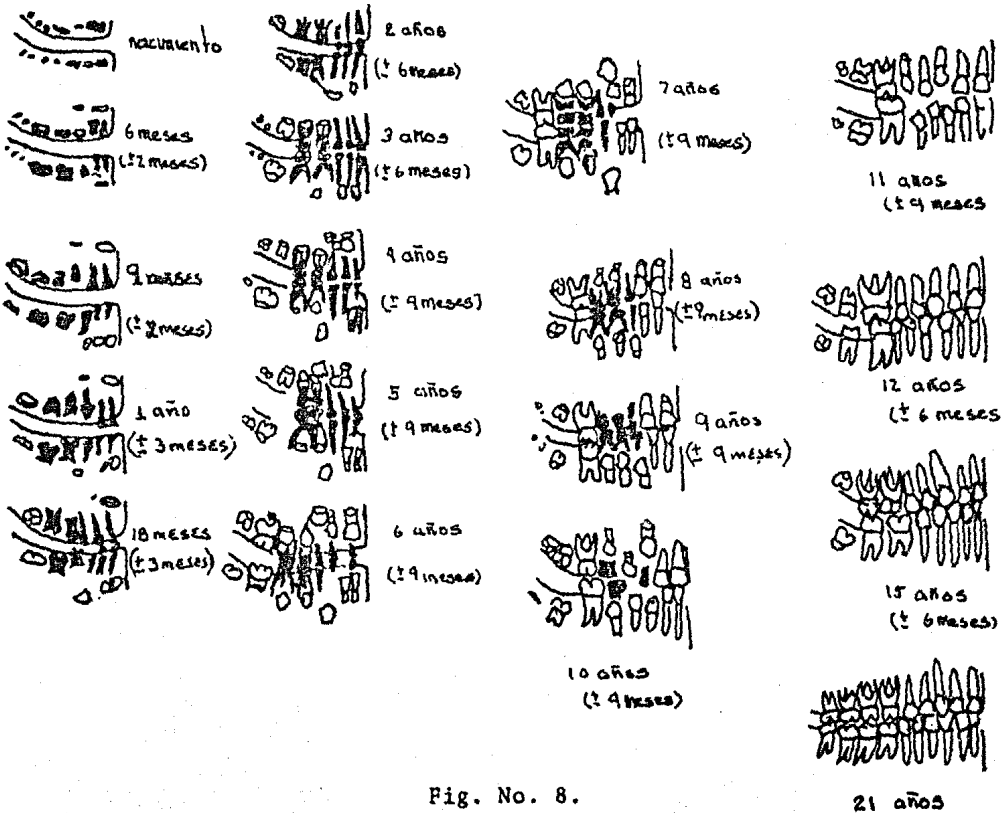 nacimiento
6 meses
(±2 meses)
9 meses
(± 2 meses)
1 año
(± 3 meses)
18 meses
(± 3 meses)
2 años
(± 6 meses)
3 años
(± 6 meses)
4 años
(± 9 meses)
5 años
(± 9 meses)
6 años
(± 9 meses)
7 años
(± 9 meses)
8 años
(± 9 meses)
9 años
(± 9 meses)
10 años
(± 9 meses)
11 años
(± 9 meses
12 años
(± 6 meses
15 años
(± 6 meses)
21 años
Fig. No. 8.